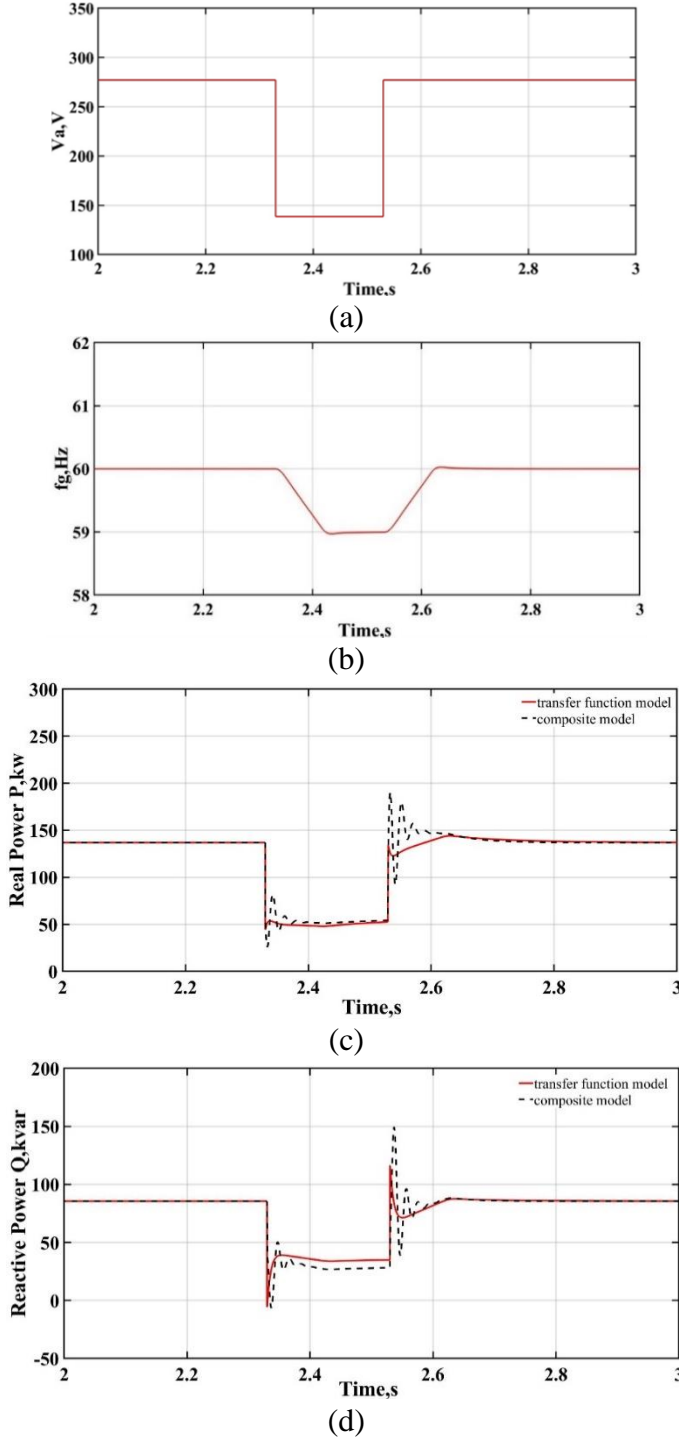 350
300
250
200
150
100
Va,V
2 2.2 2.4 2.6 2.8 3
Time,s
(a)
62
61
60
59
58
fg,Hz
2 2.2 2.4 2.6 2.8 3
Time,s
(b)
300
250
200
150
100
50
0
Real Power P,kw
transfer function model
composite model
2 2.2 2.4 2.6 2.8 3
Time,s
(c)
200
150
100
50
0
-50
Reactive Power Q,kvar
transfer function model
composite model
2 2.2 2.4 2.6 2.8 3
Time,s
(d)